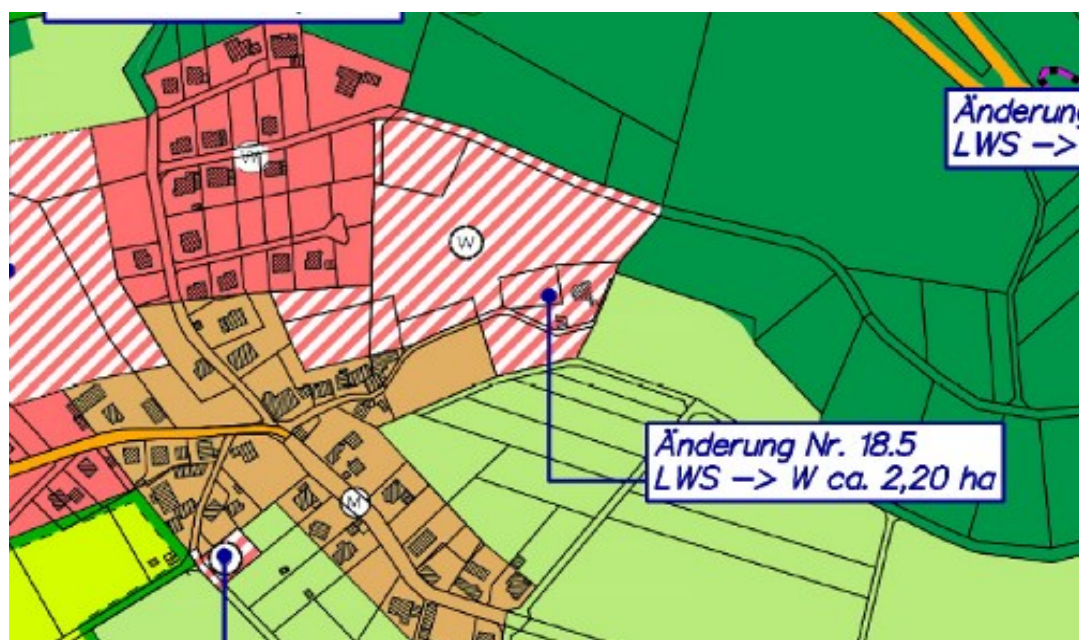 Änderung
LWS ->
W
W
Änderung Nr. 18.5
LWS -> W ca. 2,20 ha
M